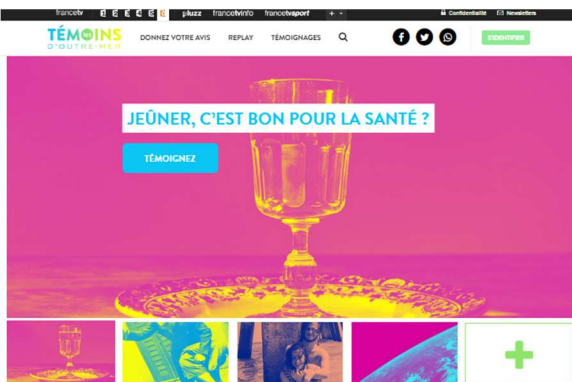 francetv pluzz francetvinfo francetvsport + Confidentialité Newsletters
TÉMOINS
D'OUTRE-MER
DONNEZ VOTRE AVIS REPLAY TÉMOIGNAGES
S'IDENTIFIER
JEÛNER, C'EST BON POUR LA SANTÉ ?
TÉMOIGNEZ